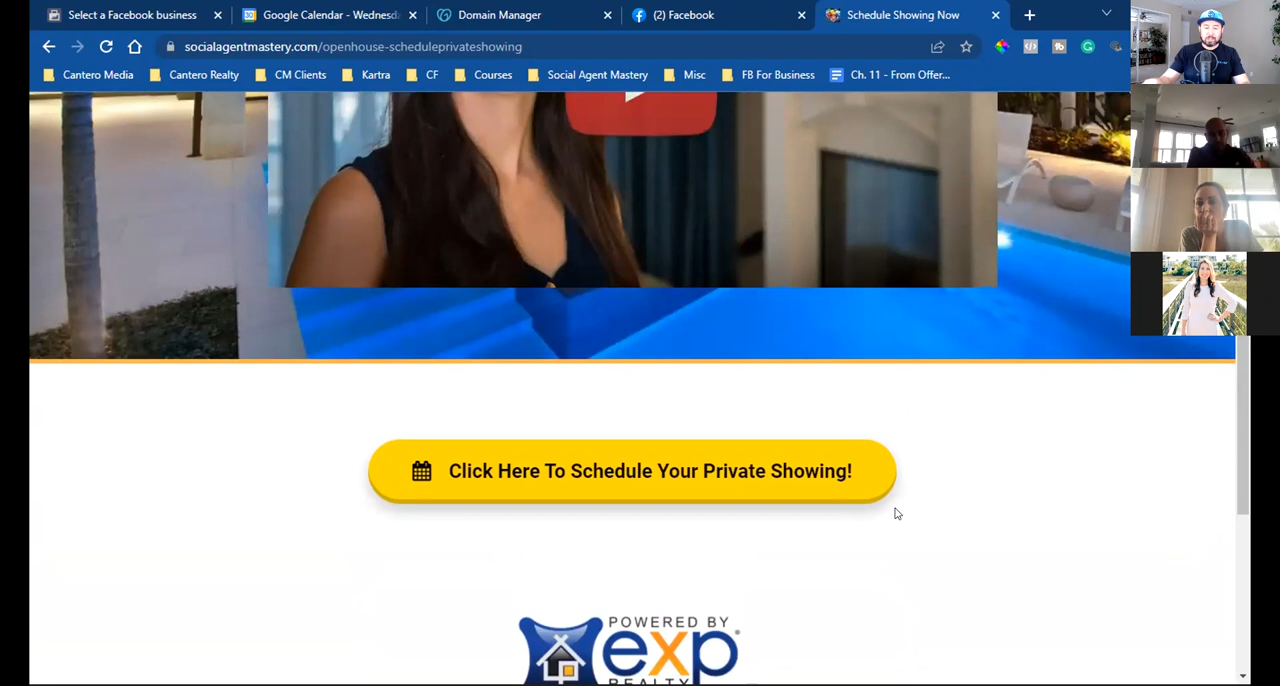 Select a Facebook business
Google Calendar - Wednesda
Domain Manager
(2) Facebook
Schedule Showing Now
socialagentmastery.com/openhouse-scheduleprivateshowing
Cantero Media
Cantero Realty
CM Clients
Kartra
CF
Courses
Social Agent Mastery
Misc
FB For Business
Ch. 11 - From Offer...
Click Here To Schedule Your Private Showing!
POWERED BY
exp
REALTY